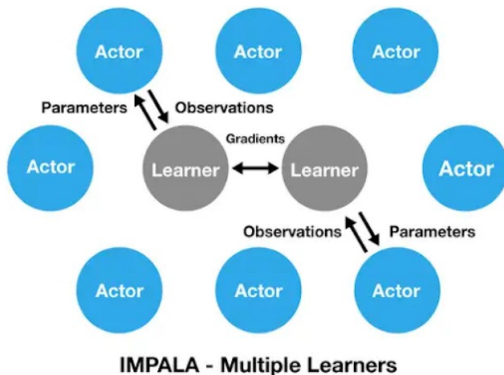 Actor
Actor
Actor
Parameters
Observations
Gradients
Actor
Learner
Learner
Actor
Observations
Parameters
Actor
Actor
Actor
IMPALA - Multiple Learners